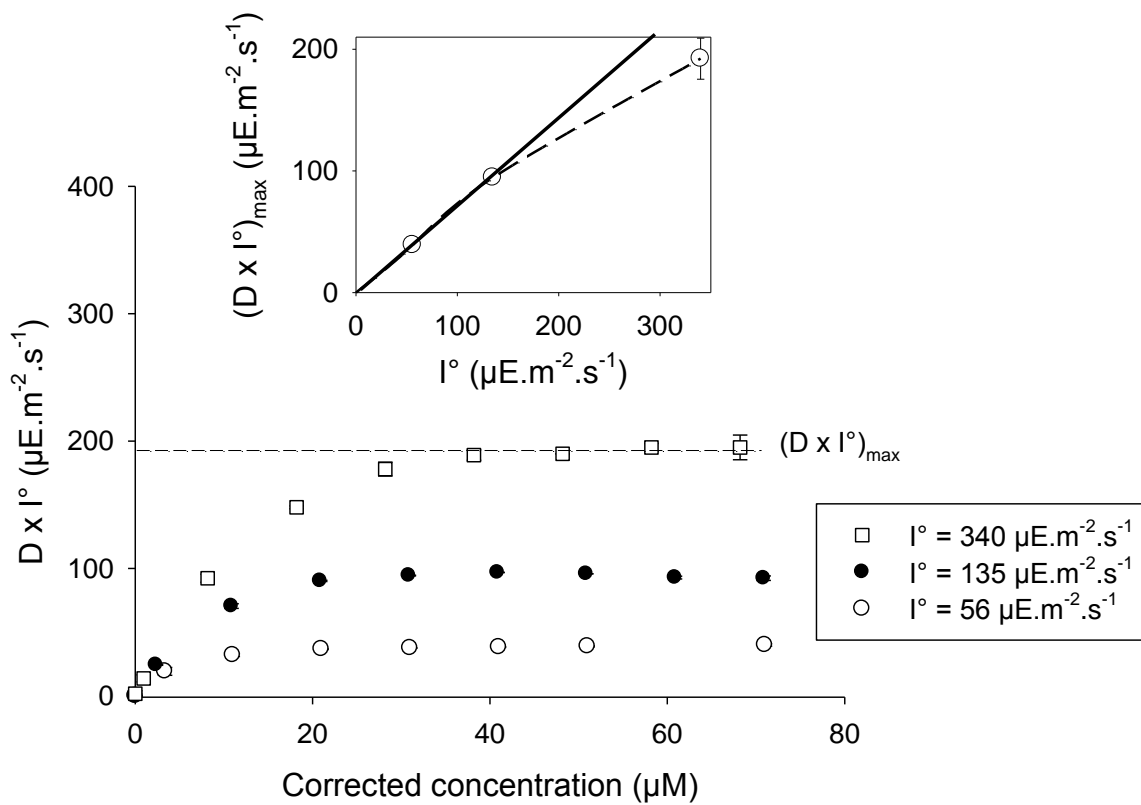 200
100
0
0 100 200 300
(D x I°)max (µE.m-2.s-1)
I° (µE.m-2.s-1)
400
300
200
100
0
D x I° (µE.m-2.s-1)
(D x I°)max
I° = 340 µE.m-2.s-1
I° = 135 µE.m-2.s-1
I° = 56 µE.m-2.s-1
0 20 40 60 80
Corrected concentration (µM)